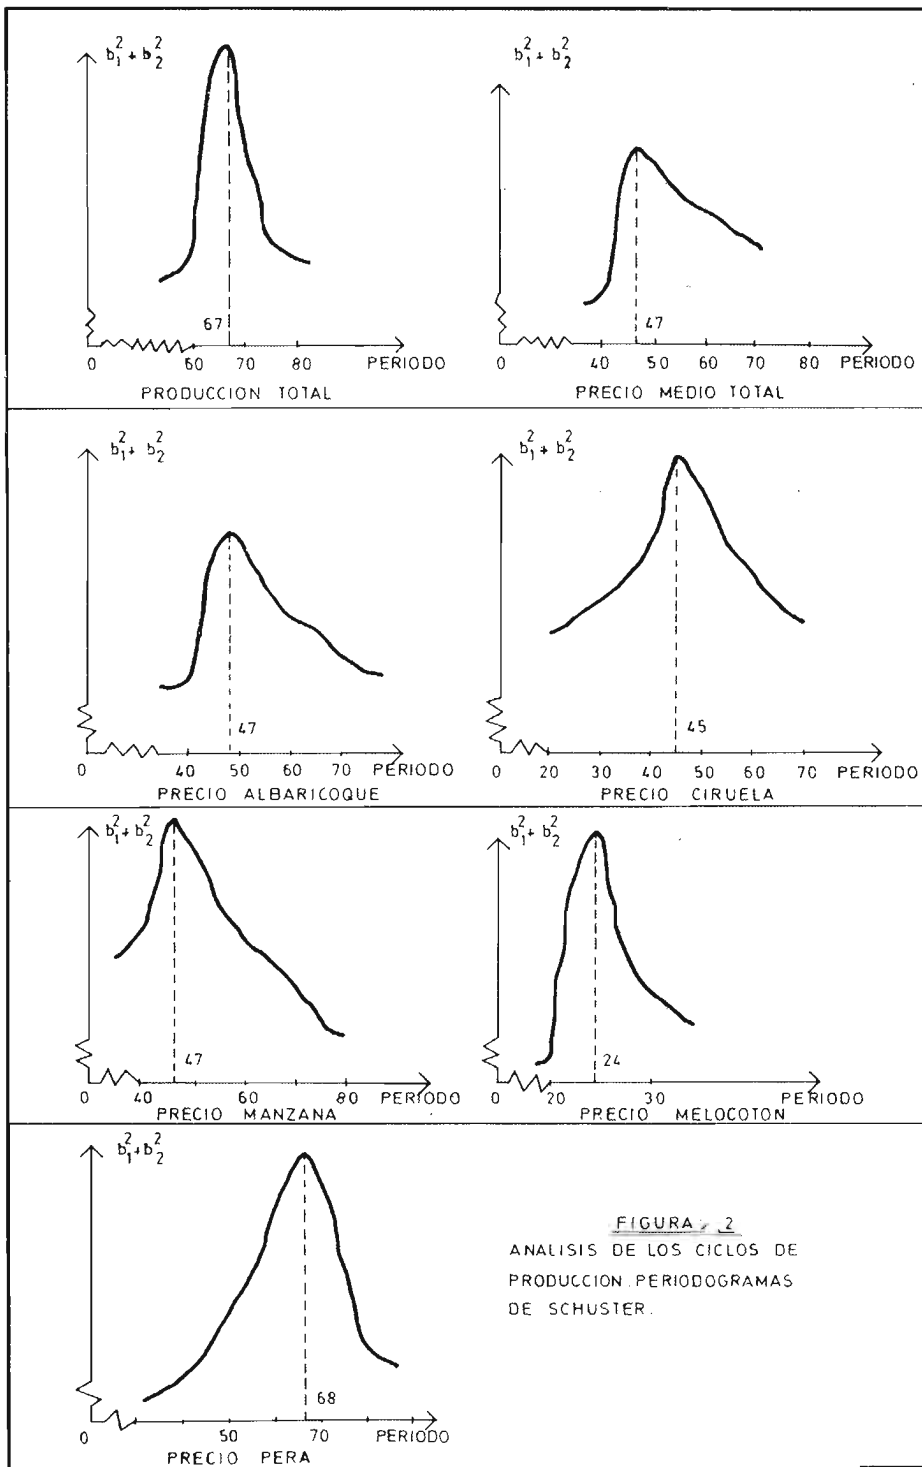 b₁² + b₂²
67
0 60 70 80 PERIODO
PRODUCCION TOTAL
b₁² + b₂²
47
0 40 50 60 70 80 PERIODO
PRECIO MEDIO TOTAL
b₁² + b₂²
47
0 40 50 60 70 PERIODO
PRECIO ALBARICOQUE
b₁² + b₂²
45
0 20 30 40 50 60 70 PERIODO
PRECIO CIRUELA
b₁² + b₂²
47
0 40 60 80 PERIODO
PRECIO MANZANA
b₁² + b₂²
24
0 20 30 PERIODO
PRECIO MELOCOTON
b₁² + b₂²
68
0 50 70 PERIODO
PRECIO PERA
FIGURA 2
ANALISIS DE LOS CICLOS DE
PRODUCCION. PERIODOGRAMAS
DE SCHUSTER.